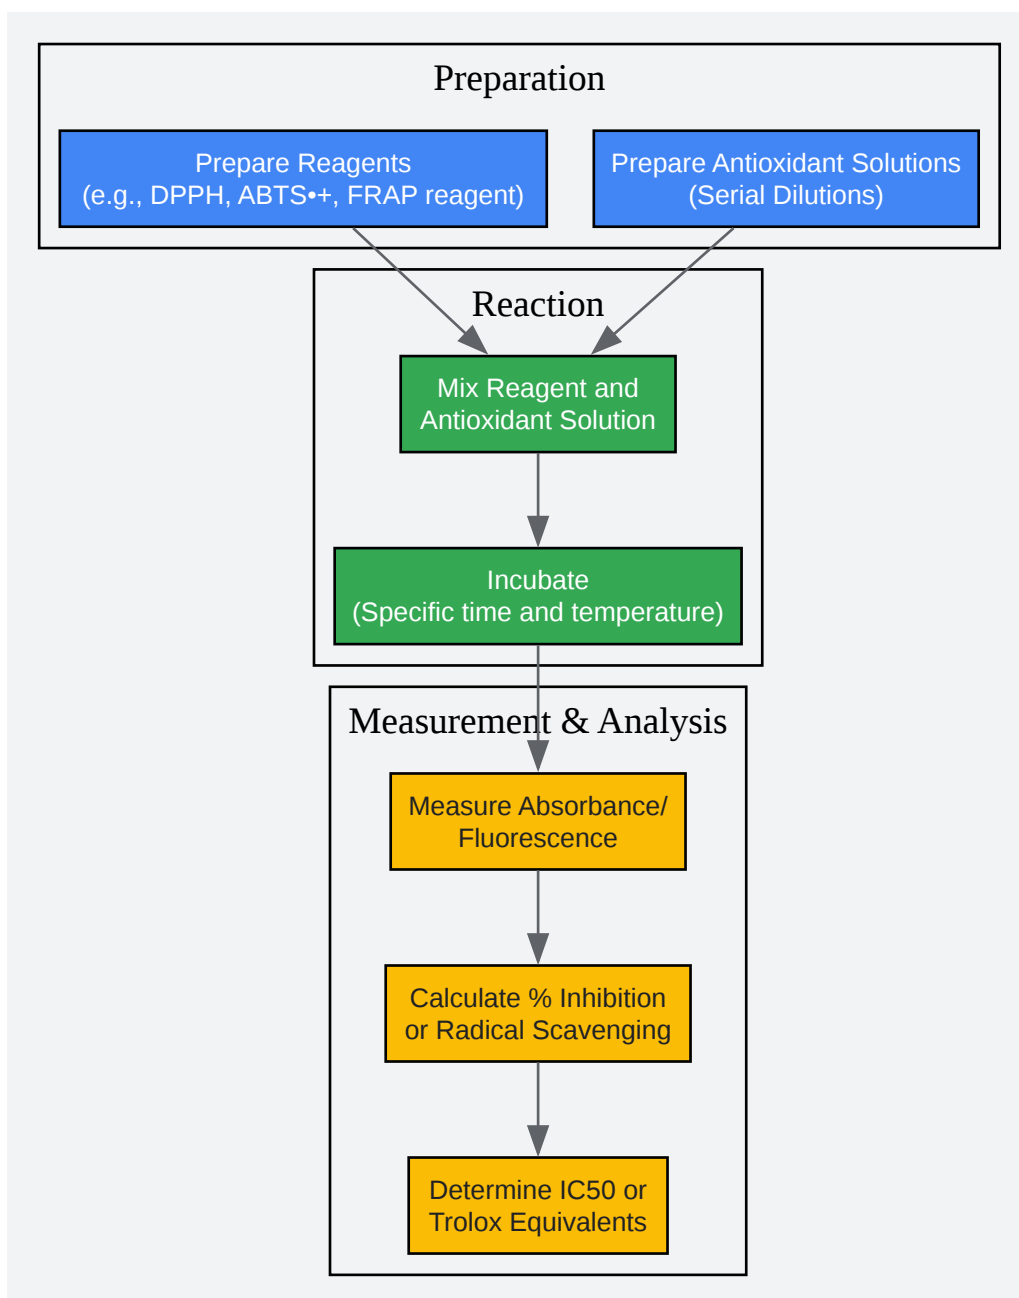 Preparation
Prepare Reagents
(e.g., DPPH, ABTS•+, FRAP reagent)
Prepare Antioxidant Solutions
(Serial Dilutions)
Reaction
Mix Reagent and
Antioxidant Solution
Incubate
(Specific time and temperature)
Measurement & Analysis
Measure Absorbance/
Fluorescence
Calculate % Inhibition
or Radical Scavenging
Determine IC50 or
Trolox Equivalents